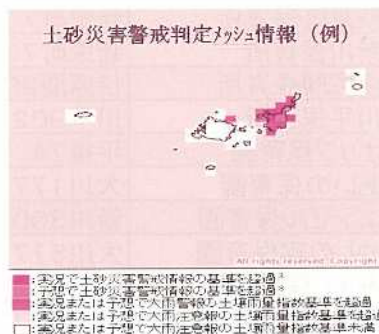 土砂災害警戒判定メッシュ情報（例）
All rights reserved. Copyright
：実況で土砂災害警戒情報の基準を超過※
：予想で土砂災害警戒情報の基準を超過※
：実況または予想で大雨警報の土壌雨量指数基準を超過
：実況または予想で大雨注意報の土壌雨量指数基準を超過
：実況または予想で大雨注意報の土壌雨量指数基準未満